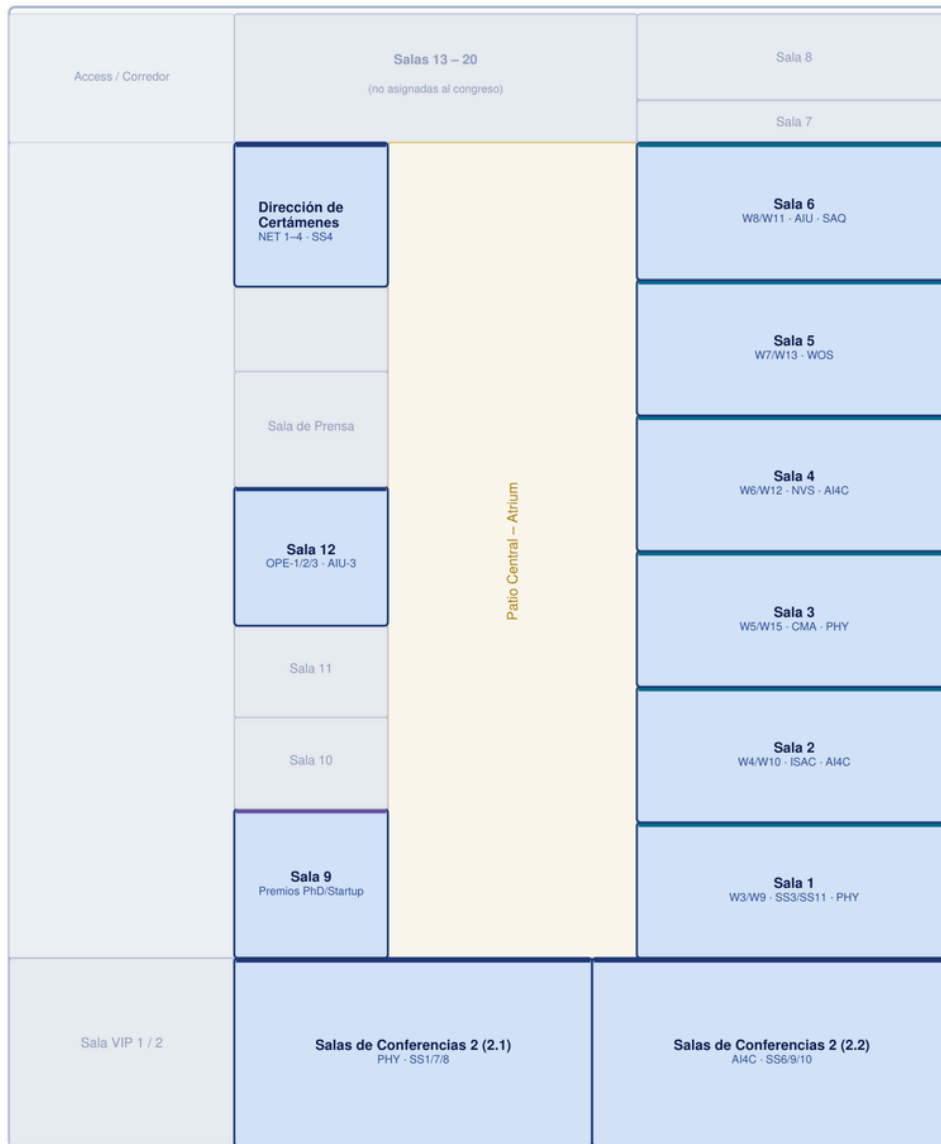 Access / Corredor
Salas 13 – 20
(no asignadas al congreso)
Sala 8
Sala 7
Dirección de
Certámenes
NET 1–4 · SS4
Sala 6
W8/W11 · AIU · SAQ
Sala 5
W7/W13 · WOS
Sala de Prensa
Sala 4
W6/W12 · NVS · AI4C
Patio Central – Atrium
Sala 12
OPE-1/2/3 · AIU-3
Sala 3
W5/W15 · CMA · PHY
Sala 11
Sala 2
W4/W10 · ISAC · AI4C
Sala 10
Sala 9
Premios PhD/Startup
Sala 1
W3/W9 · SS3/SS11 · PHY
Sala VIP 1 / 2
Salas de Conferencias 2 (2.1)
PHY · SS1/7/8
Salas de Conferencias 2 (2.2)
AI4C · SS6/9/10